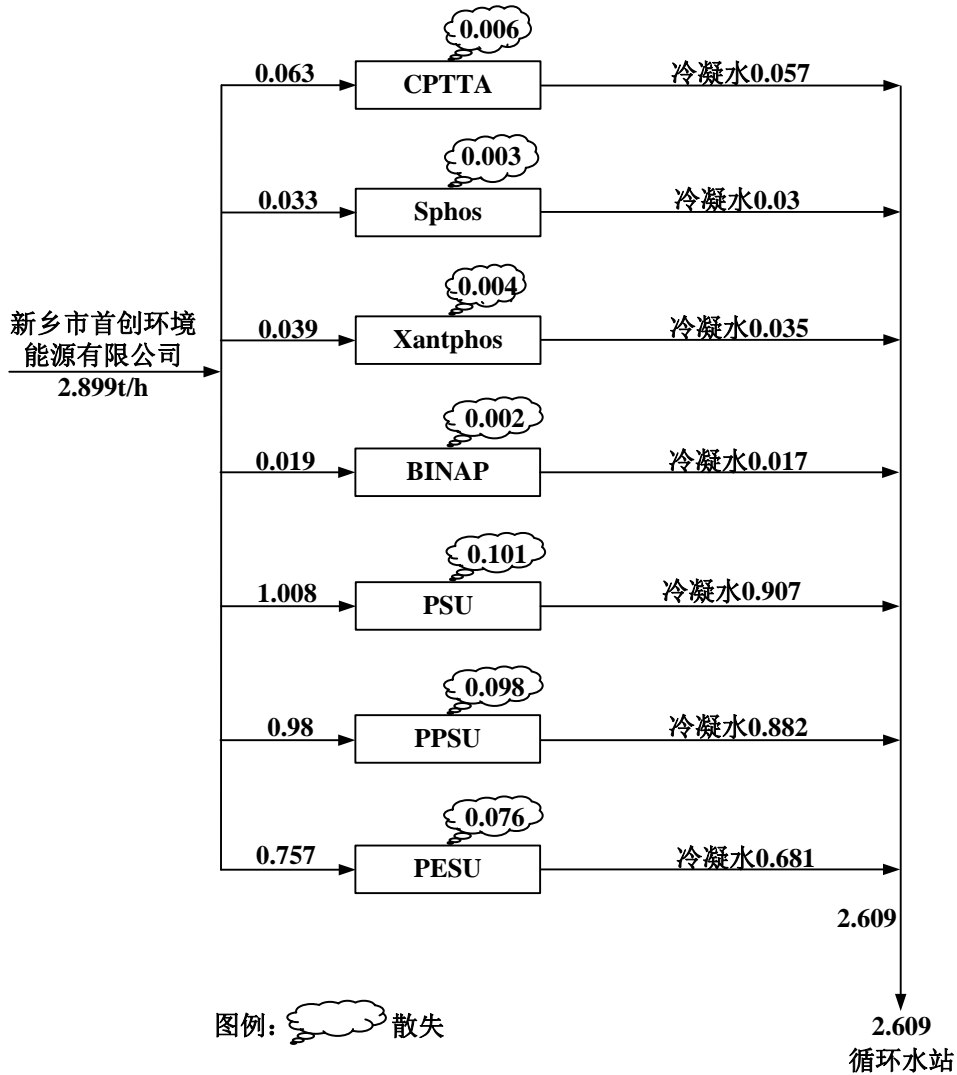 0.006
0.063
CPTTA
冷凝水0.057
0.003
0.033
Sphos
冷凝水0.03
0.004
新乡市首创环境
能源有限公司
2.899t/h
0.039
Xantphos
冷凝水0.035
0.002
0.019
BINAP
冷凝水0.017
0.101
1.008
PSU
冷凝水0.907
0.098
0.98
PPSU
冷凝水0.882
0.076
0.757
PESU
冷凝水0.681
2.609
图例：
散失
2.609
循环水站